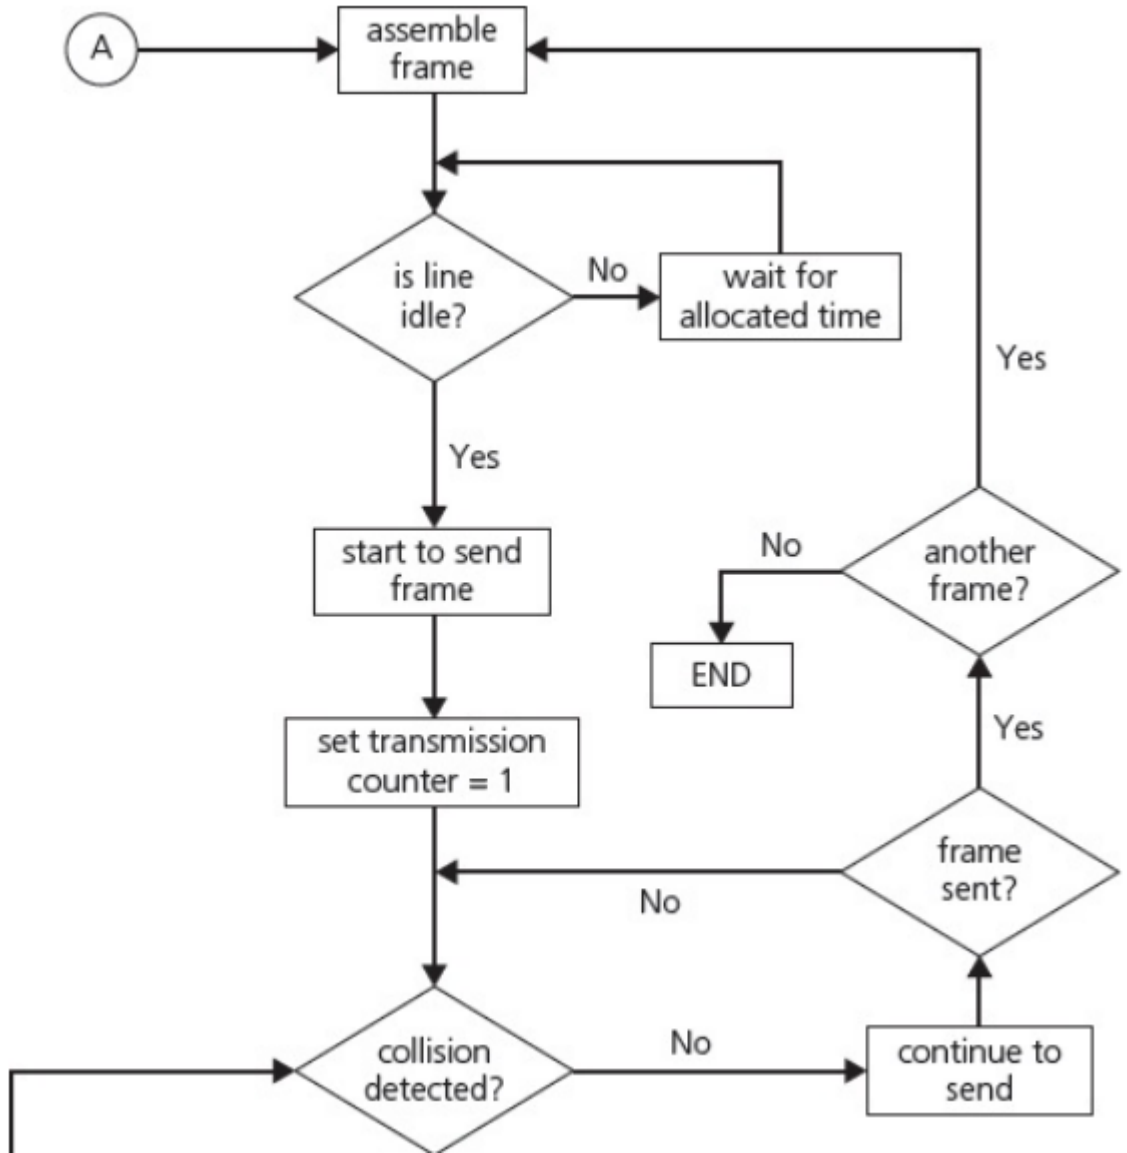 A
assemble
frame
is line
idle?
No
wait for
allocated time
Yes
Yes
start to send
frame
No
another
frame?
END
set transmission
counter = 1
Yes
frame
sent?
No
collision
detected?
No
continue to
send